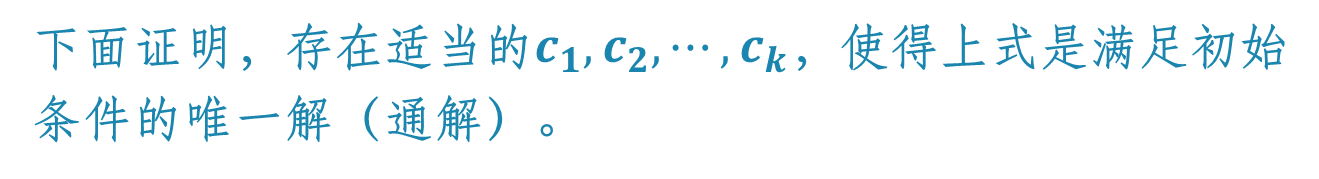 下面证明，存在适当的c₁, c₂, ⋯, cₖ，使得上式是满足初始
条件的唯一解（通解）。